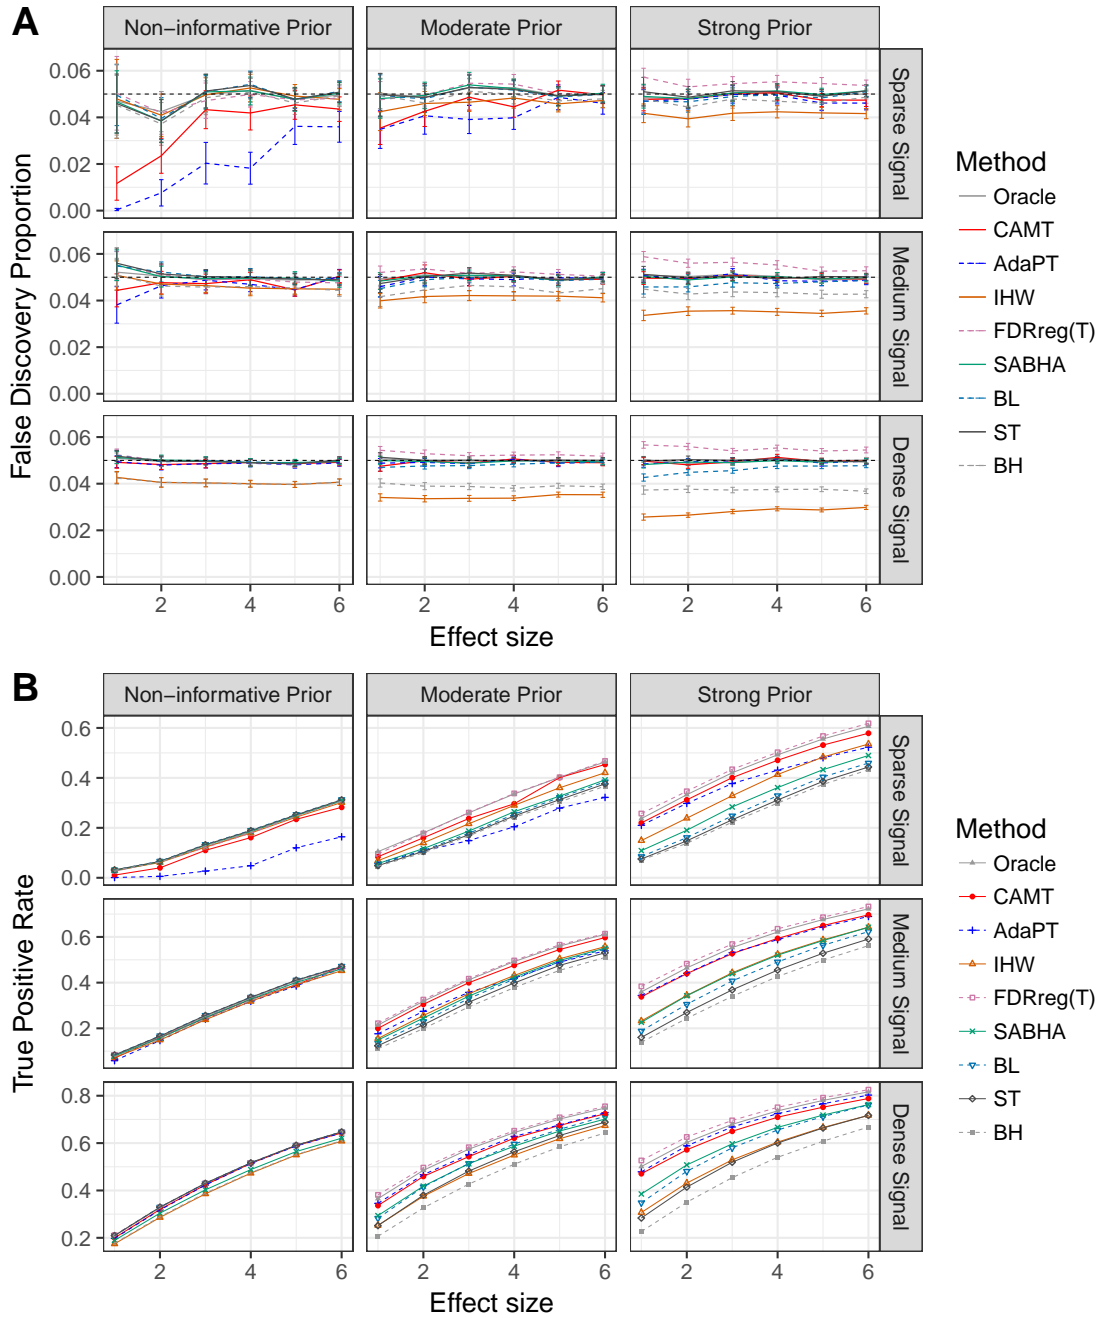 A
Non−informative Prior
Moderate Prior
Strong Prior
False Discovery Proportion
0.06
0.04
0.02
0.00
Sparse Signal
0.06
0.04
0.02
0.00
Medium Signal
0.06
0.04
0.02
0.00
Dense Signal
2 4 6
2 4 6
2 4 6
Effect size
Method
Oracle
CAMT
AdaPT
IHW
FDRreg(T)
SABHA
BL
ST
BH
B
Non−informative Prior
Moderate Prior
Strong Prior
True Positive Rate
0.6
0.4
0.2
0.0
Sparse Signal
0.6
0.4
0.2
Medium Signal
0.8
0.6
0.4
0.2
Dense Signal
2 4 6
2 4 6
2 4 6
Effect size
Method
Oracle
CAMT
AdaPT
IHW
FDRreg(T)
SABHA
BL
ST
BH